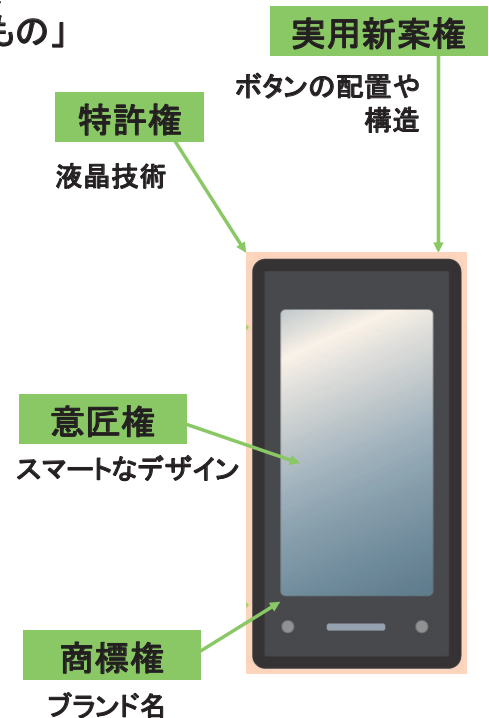 もの」
実用新案権
ボタンの配置や
構造
特許権
液晶技術
意匠権
スマートなデザイン
商標権
ブランド名